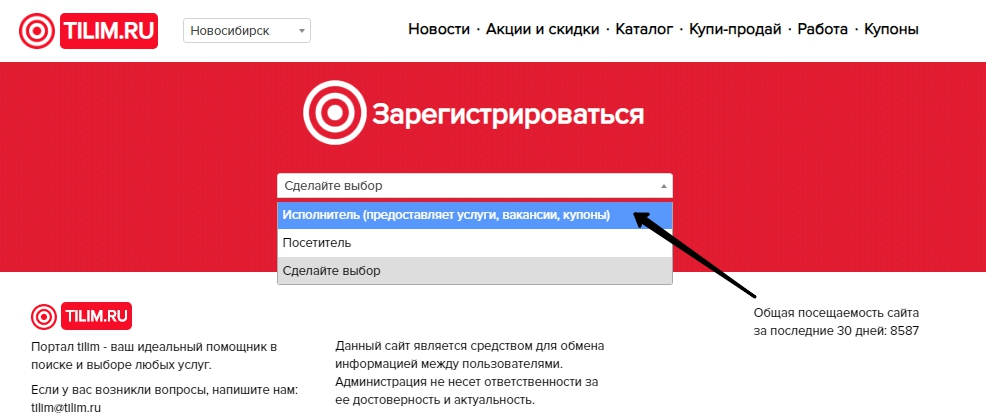 TILIM.RU
Новосибирск
Новости · Акции и скидки · Каталог · Купи-продай · Работа · Купоны
Зарегистрироваться
Сделайте выбор
Исполнитель (предоставляет услуги, вакансии, купоны)
Посетитель
Сделайте выбор
TILIM.RU
Портал tilim - ваш идеальный помощник в
поиске и выборе любых услуг.
Если у вас возникли вопросы, напишите нам:
tilim@tilim.ru
Данный сайт является средством для обмена
информацией между пользователями.
Администрация не несет ответственности за
ее достоверность и актуальность.
Общая посещаемость сайта
за последние 30 дней: 8587